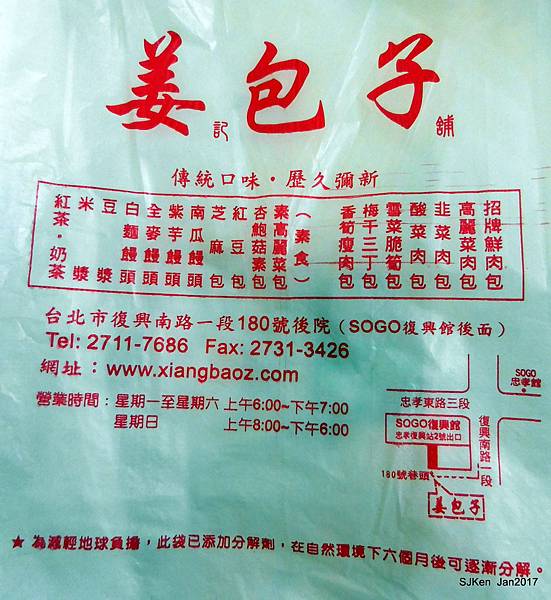 姜記包子舖
傳統口味・歷久彌新
招牌鮮肉包
高麗菜肉包
韭菜肉包
酸菜肉包
雪菜脆筍包
梅干三丁包
香筍瘦肉包
（素食）
素高麗菜包
杏鮑菇素包
紅豆包
芝麻包
南瓜饅頭
紫芋饅頭
全麥饅頭
白麵饅頭
豆漿
米漿
紅茶・奶茶
台北市復興南路一段180號後院（SOGO復興館後面）
Tel: 2711-7686 Fax: 2731-3426
網址：www.xiangbaoz.com
營業時間：星期一至星期六 上午6:00~下午7:00
星期日 上午8:00~下午6:00
SOGO
忠孝館
忠孝東路三段
SOGO復興館
忠孝復興站2號出口
復興南路一段
180號巷頭
姜包子
★ 為減輕地球負擔，此袋已添加分解劑，在自然環境下六個月後可逐漸分解。
SJKen Jan2017